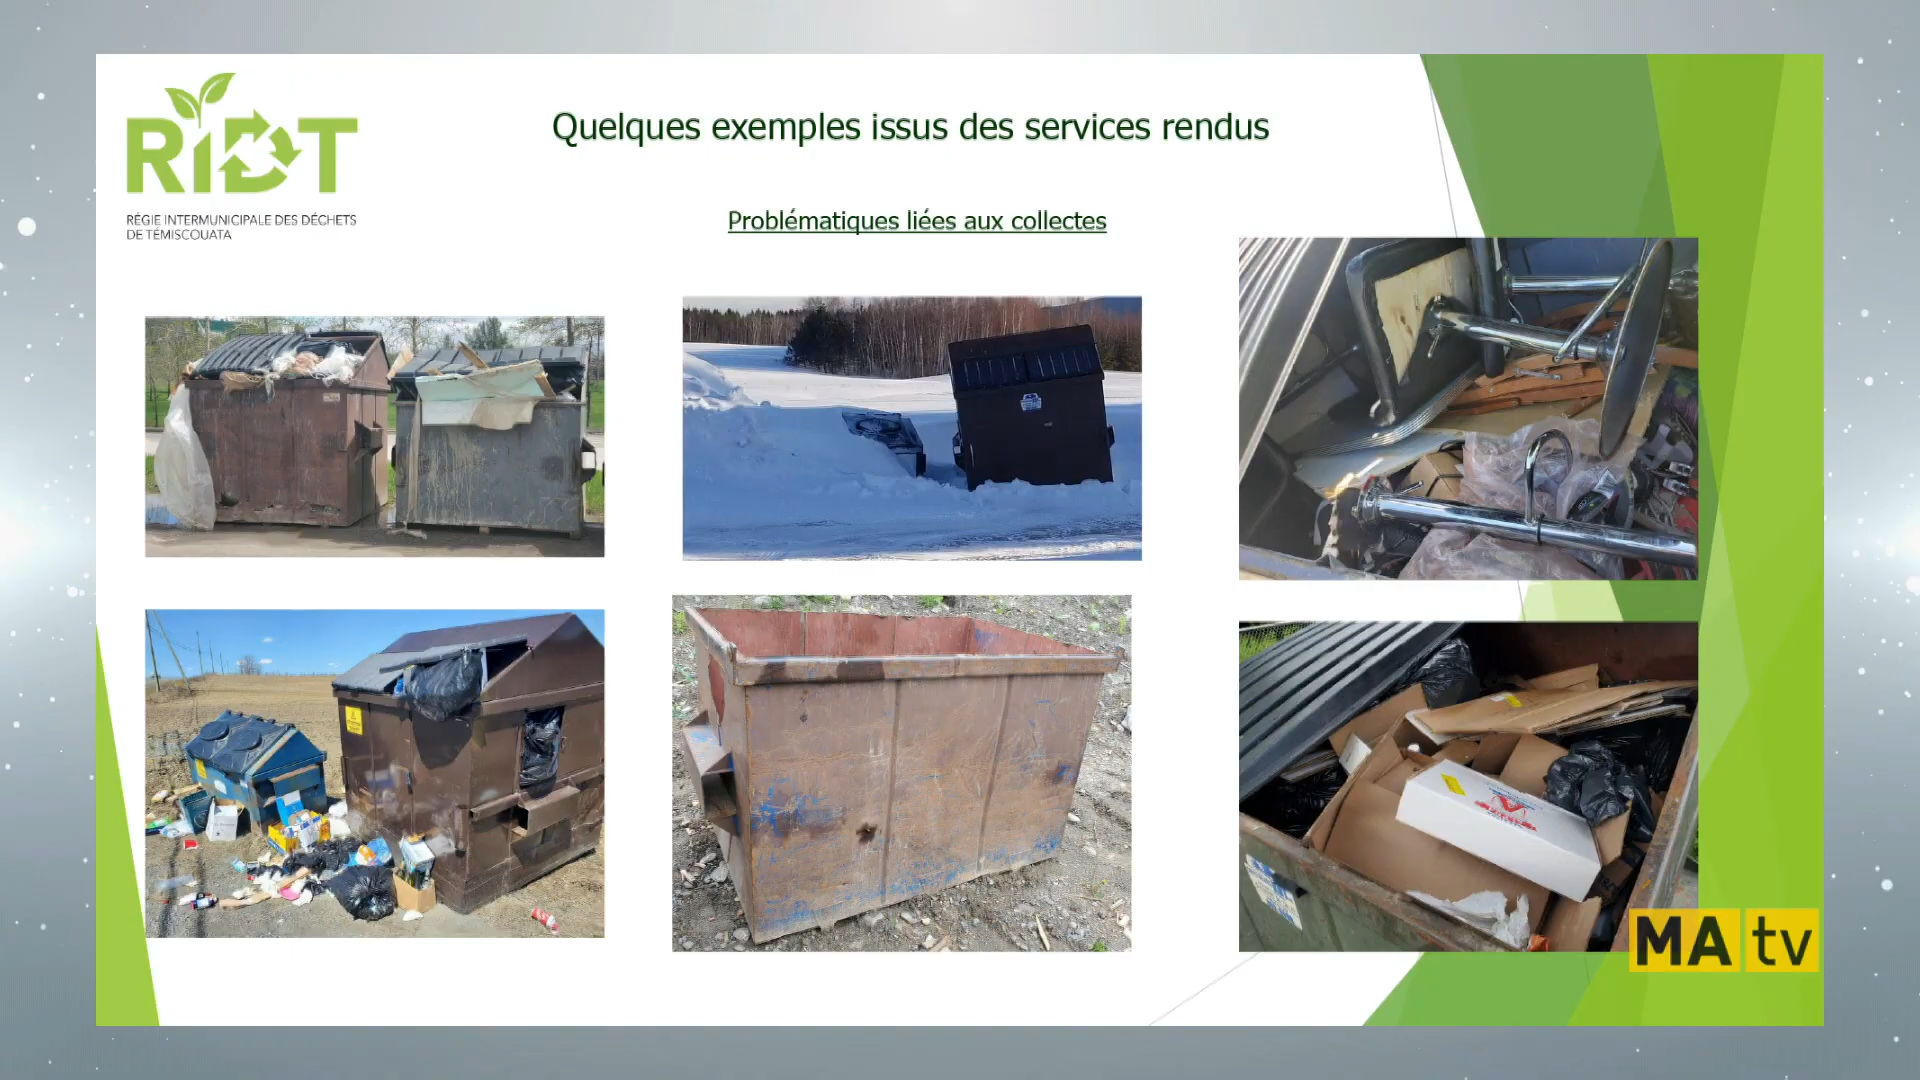 RIDT
RÉGIE INTERMUNICIPALE DES DÉCHETS
DE TÉMISCOUATA
Quelques exemples issus des services rendus
Problématiques liées aux collectes
MA tv